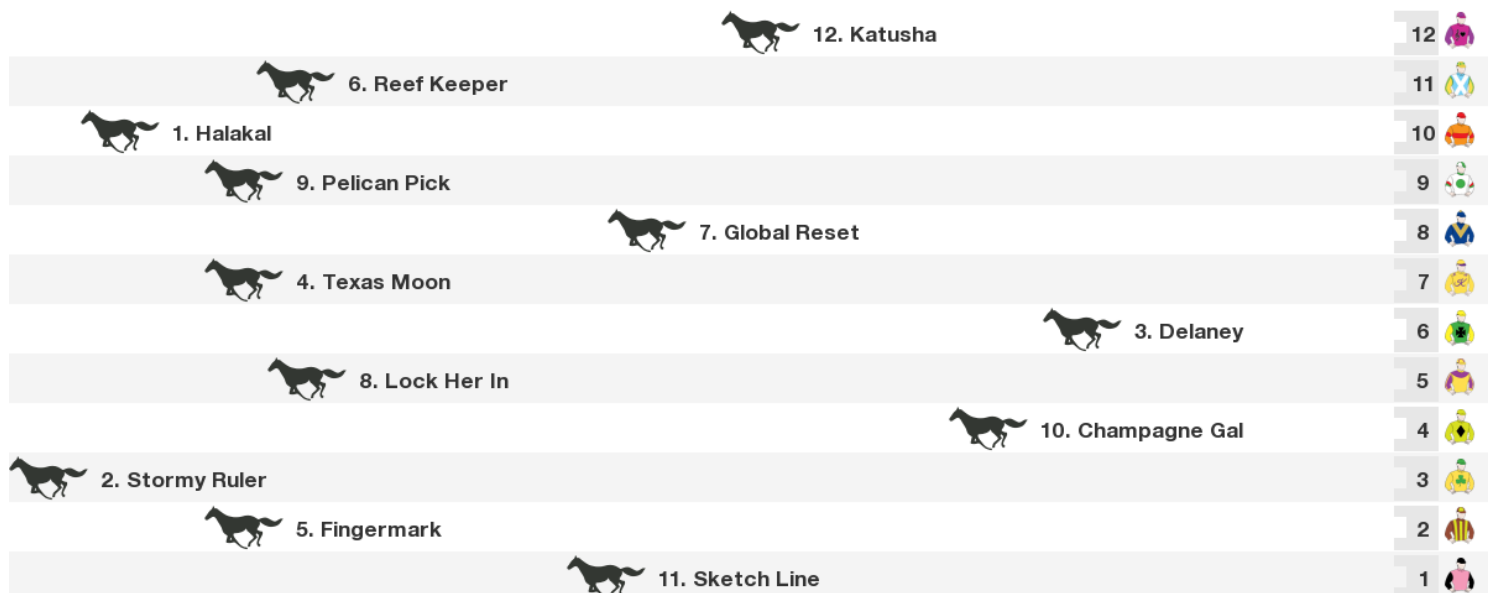 12. Katusha 12
6. Reef Keeper 11
1. Halakal 10
9. Pelican Pick 9
7. Global Reset 8
4. Texas Moon 7
3. Delaney 6
8. Lock Her In 5
10. Champagne Gal 4
2. Stormy Ruler 3
5. Fingermark 2
11. Sketch Line 1